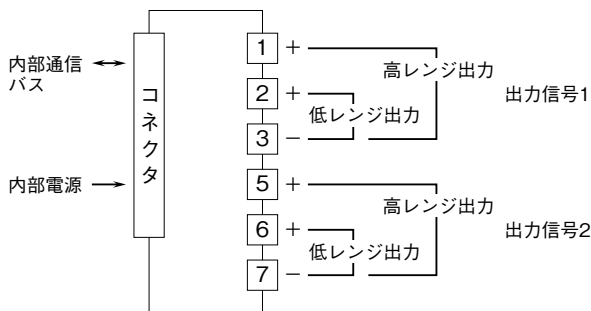 内部通信
バス
内部電源
コネクタ
1 +
高レンジ出力
2 +
低レンジ出力
3 −
出力信号1
5 +
高レンジ出力
6 +
低レンジ出力
7 −
出力信号2